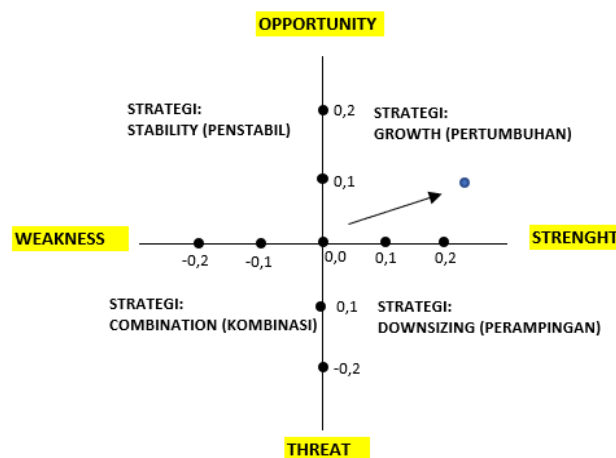 OPPORTUNITY
STRATEGI:
STABILITY (PENSTABIL)
0,2
STRATEGI:
GROWTH (PERTUMBUHAN)
0,1
WEAKNESS
STRENGHT
-0,2
-0,1
0,0
0,1
0,2
STRATEGI:
COMBINATION (KOMBINASI)
0,1
STRATEGI:
DOWNSIZING (PERAMPINGAN)
-0,2
THREAT